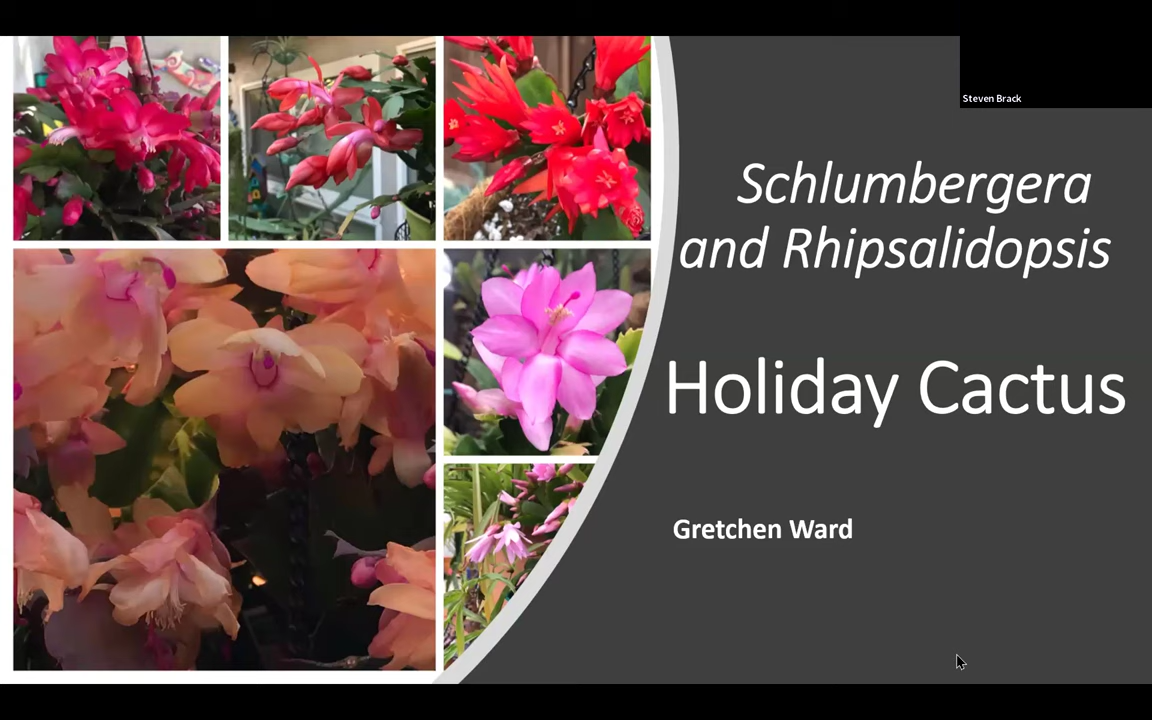 Steven Brack
Schlumbergera
and Rhipsalidopsis
Holiday Cactus
Gretchen Ward